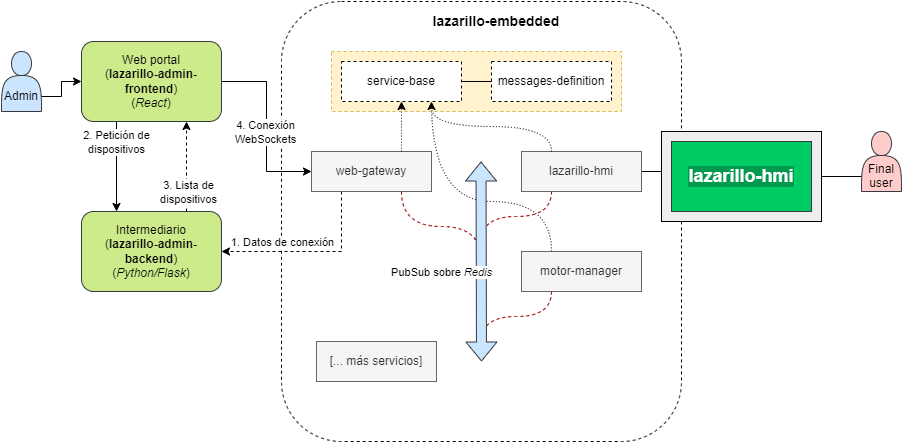 lazarillo-embedded
Web portal
(lazarillo-admin-
frontend)
(React)
service-base
messages-definition
Admin
2. Petición de
dispositivos
4. Conexión
WebSockets
3. Lista de
dispositivos
web-gateway
lazarillo-hmi
lazarillo-hmi
Final
user
Intermediario
(lazarillo-admin-
backend)
(Python/Flask)
1. Datos de conexión
PubSub sobre Redis
motor-manager
[... más servicios]